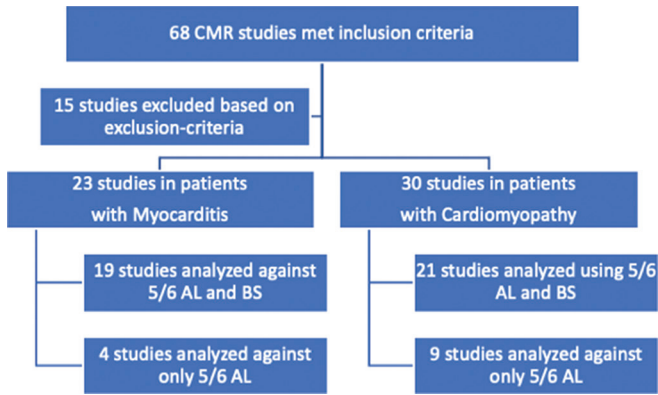 68 CMR studies met inclusion criteria
15 studies excluded based on
exclusion-criteria
23 studies in patients
with Myocarditis
30 studies in patients
with Cardiomyopathy
19 studies analyzed against
5/6 AL and BS
21 studies analyzed using 5/6
AL and BS
4 studies analyzed against
only 5/6 AL
9 studies analyzed against
only 5/6 AL